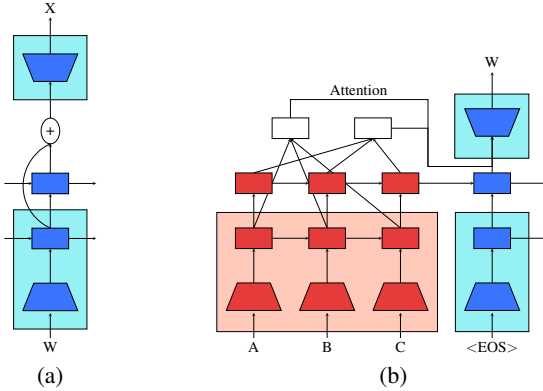 X
+
W
(a)
W
Attention
A B C <EOS>
(b)